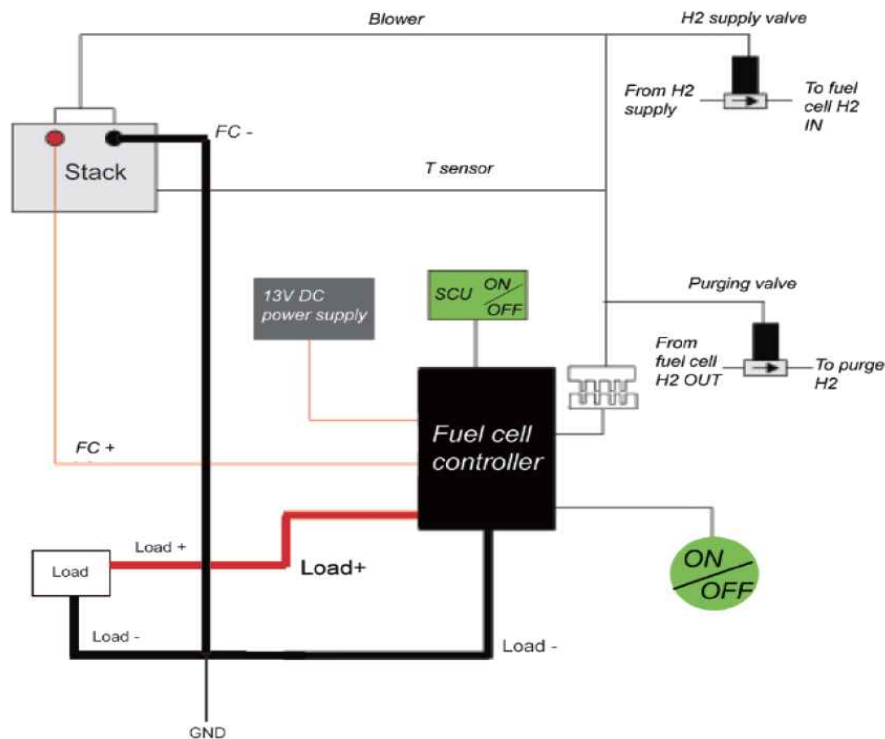 Blower
H2 supply valve
From H2
supply
To fuel
cell H2
IN
FC -
Stack
T sensor
13V DC
power supply
SCU ON
OFF
Purging valve
From
fuel cell
H2 OUT
To purge
H2
Fuel cell
controller
FC +
Load +
Load+
Load
ON
OFF
Load -
Load -
GND